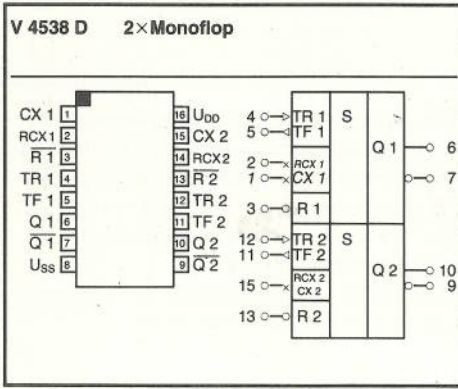 V 4538 D 2×Monoflop
CX 1 1 16 UDD
RCX1 2 15 CX 2
R̅ ̅1̅ 3 14 RCX2
TR 1 4 13 R̅ ̅2̅
TF 1 5 12 TR 2
Q 1 6 11 TF 2
Q̅ ̅1̅ 7 10 Q 2
USS 8 9 Q̅ ̅2̅
4 TR 1 S
5 TF 1
Q 1 6
2 RCX 1
1 CX 1 7
3 R 1
12 TR 2 S
11 TF 2
Q 2 10
RCX 2 9
15 CX 2
13 R 2